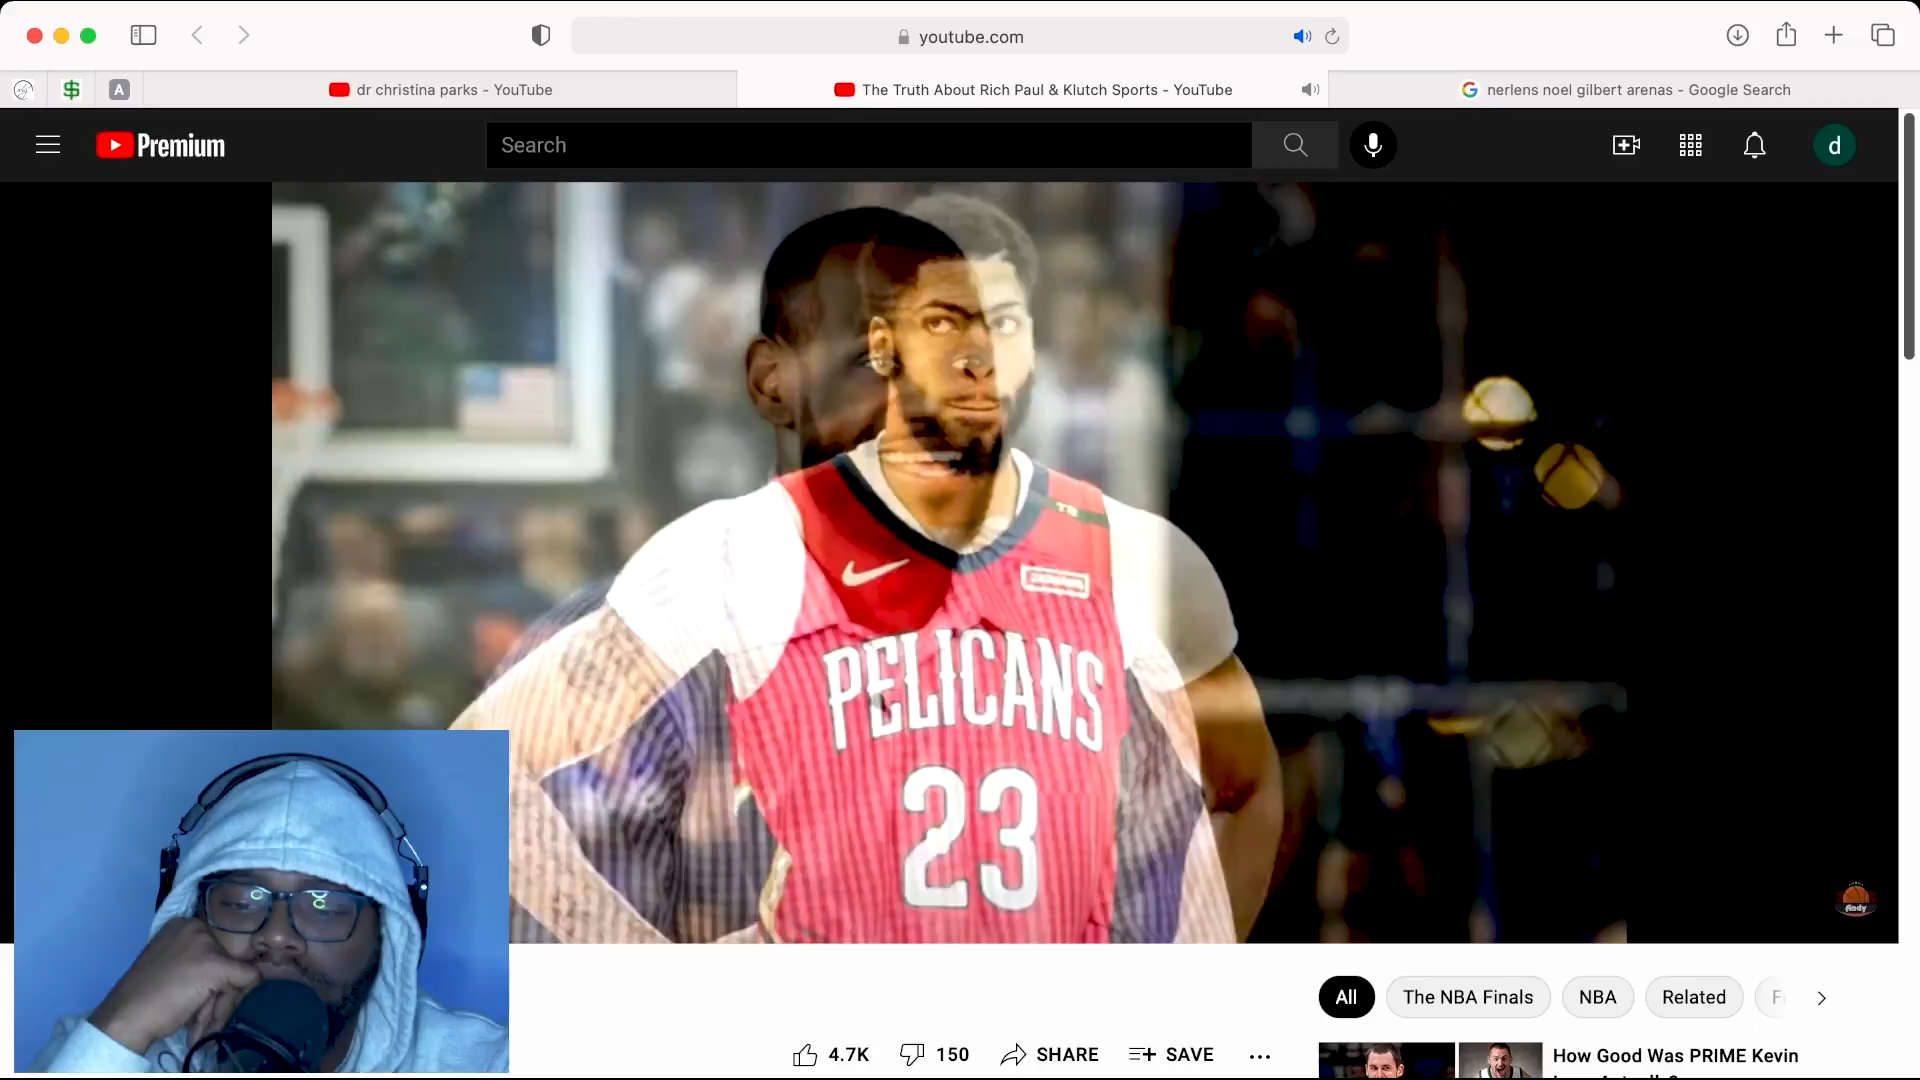 youtube.com
A
dr christina parks - YouTube
The Truth About Rich Paul & Klutch Sports - YouTube
nerlens noel gilbert arenas - Google Search
Premium
Search
d
PELICANS
23
Andy
All
The NBA Finals
NBA
Related
4.7K
150
SHARE
SAVE
How Good Was PRIME Kevin